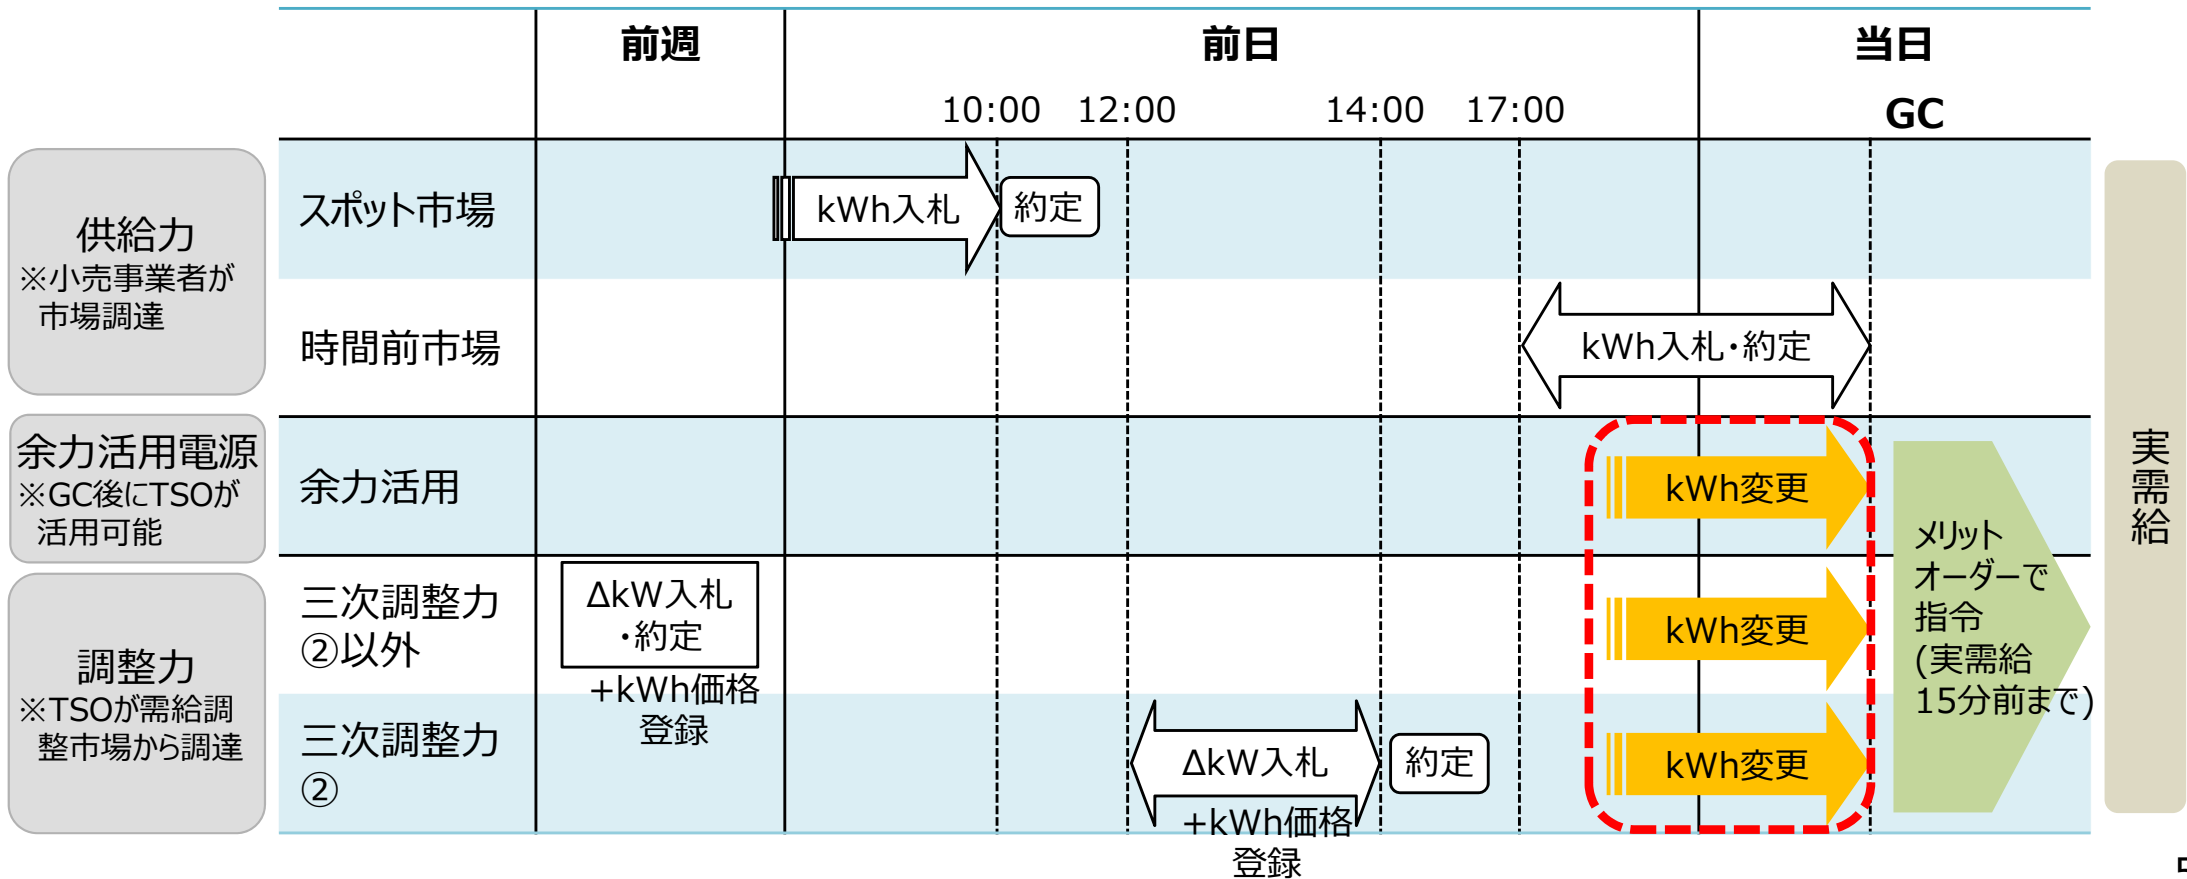 前週
前日
当日
10:00
12:00
14:00
17:00
GC
供給力
※小売事業者が
市場調達
スポット市場
kWh入札
約定
時間前市場
kWh入札・約定
余力活用電源
※GC後にTSOが
活用可能
余力活用
kWh変更
調整力
※TSOが需給調
整市場から調達
三次調整力
②以外
ΔkW入札
・約定
+kWh価格
登録
kWh変更
三次調整力
②
ΔkW入札
約定
+kWh価格
登録
kWh変更
メリット
オーダーで
指令
(実需給
15分前まで)
実需給